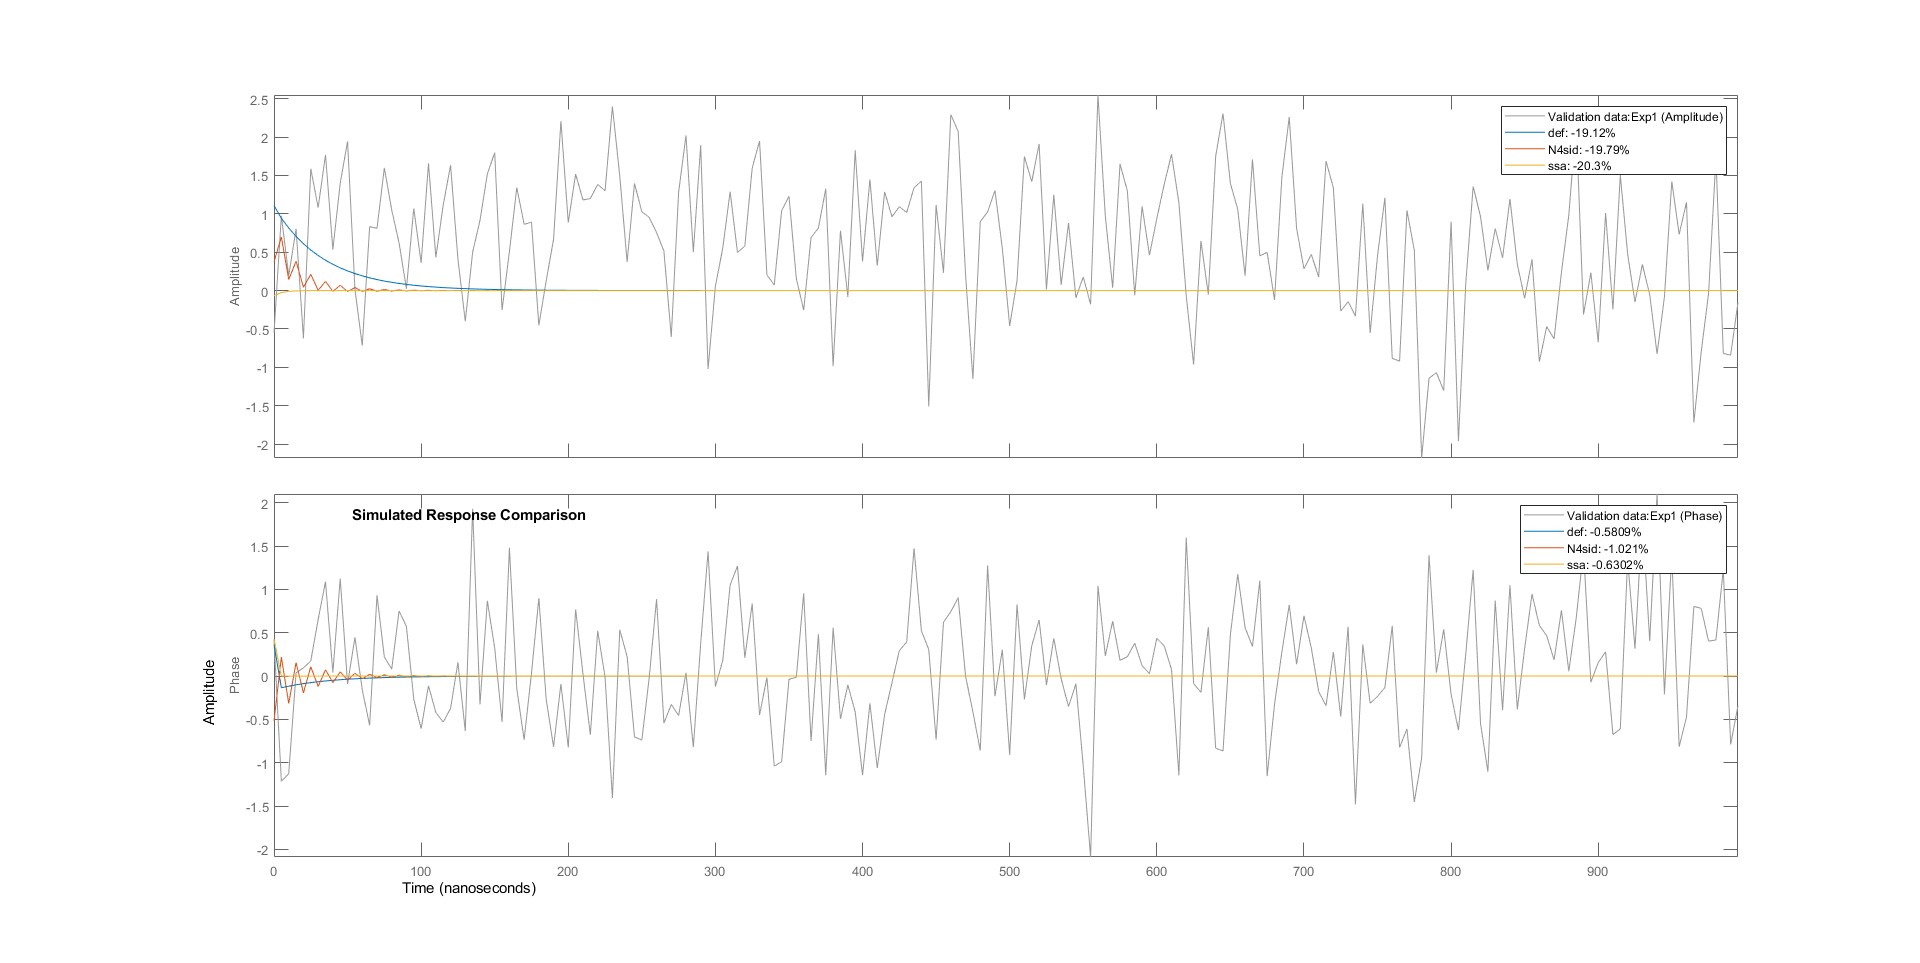 2.5
2
1.5
1
0.5
0
-0.5
-1
-1.5
-2
Amplitude
Validation data:Exp1 (Amplitude)
def: -19.12%
N4sid: -19.79%
ssa: -20.3%
Simulated Response Comparison
2
1.5
1
0.5
0
-0.5
-1
-1.5
-2
Amplitude
Phase
Validation data:Exp1 (Phase)
def: -0.5809%
N4sid: -1.021%
ssa: -0.6302%
0 100 200 300 400 500 600 700 800 900
Time (nanoseconds)